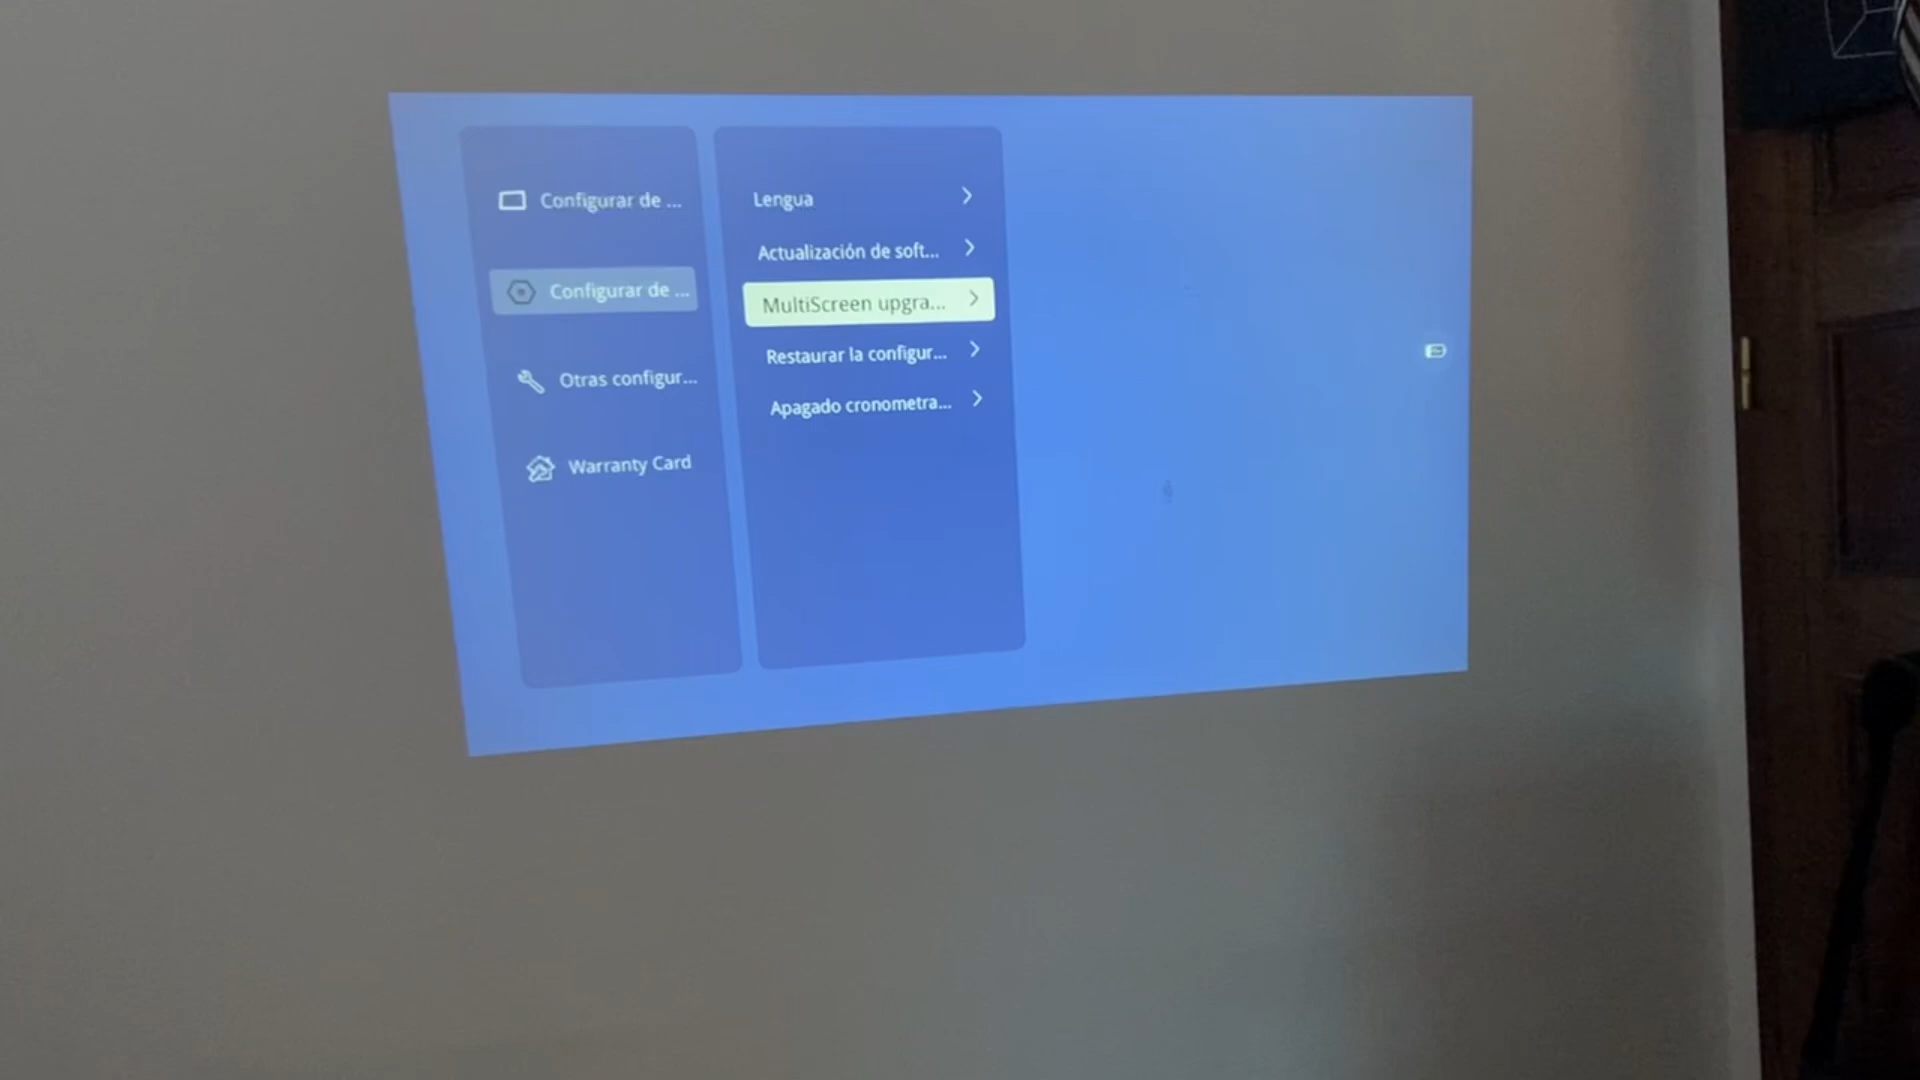 Configurar de ...
Configurar de ...
Otras configur...
Warranty Card
Lengua
Actualización de soft...
MultiScreen upgra...
Restaurar la configur...
Apagado cronometra...